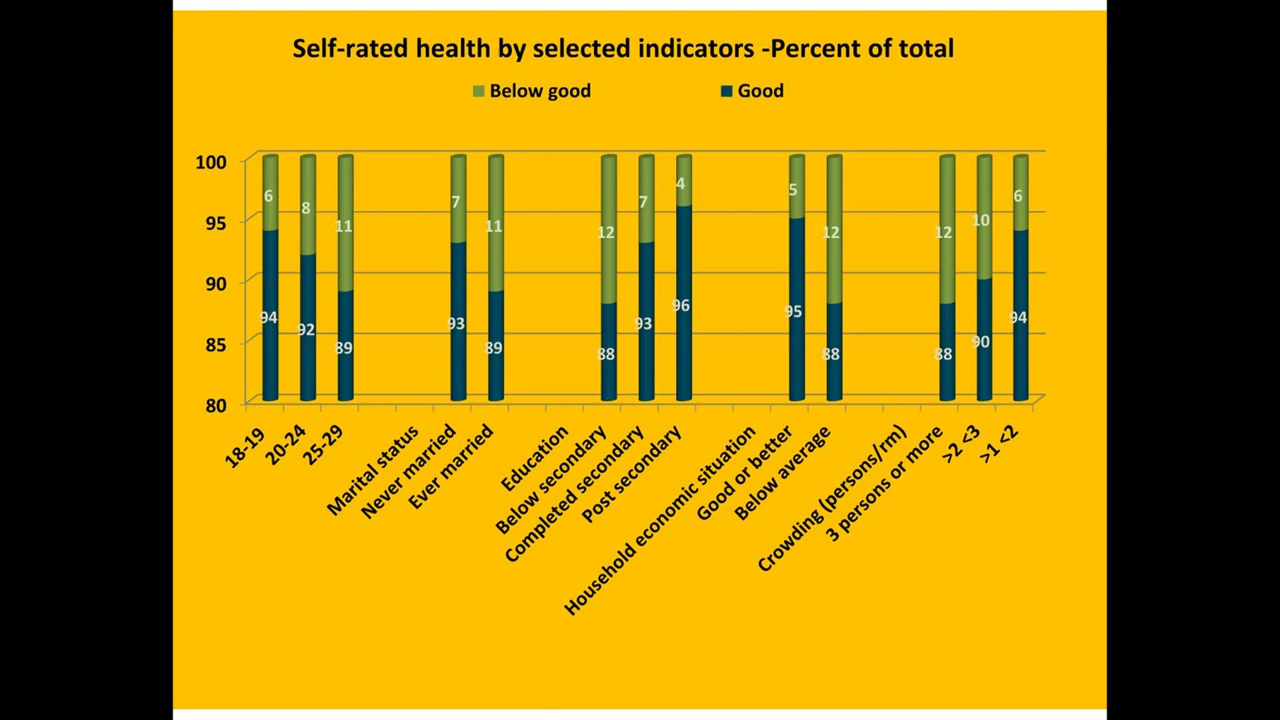 Self-rated health by selected indicators -Percent of total
Below good
Good
100
95
90
85
80
6
8
11
7
11
12
7
4
5
12
12
10
6
94
92
89
93
89
88
93
96
95
88
88
90
94
18-19
20-24
25-29
Marital status
Never married
Ever married
Education
Below secondary
Completed secondary
Post secondary
Household economic situation
Good or better
Below average
Crowding (persons/rm)
3 persons or more
>2 <3
>1 <2